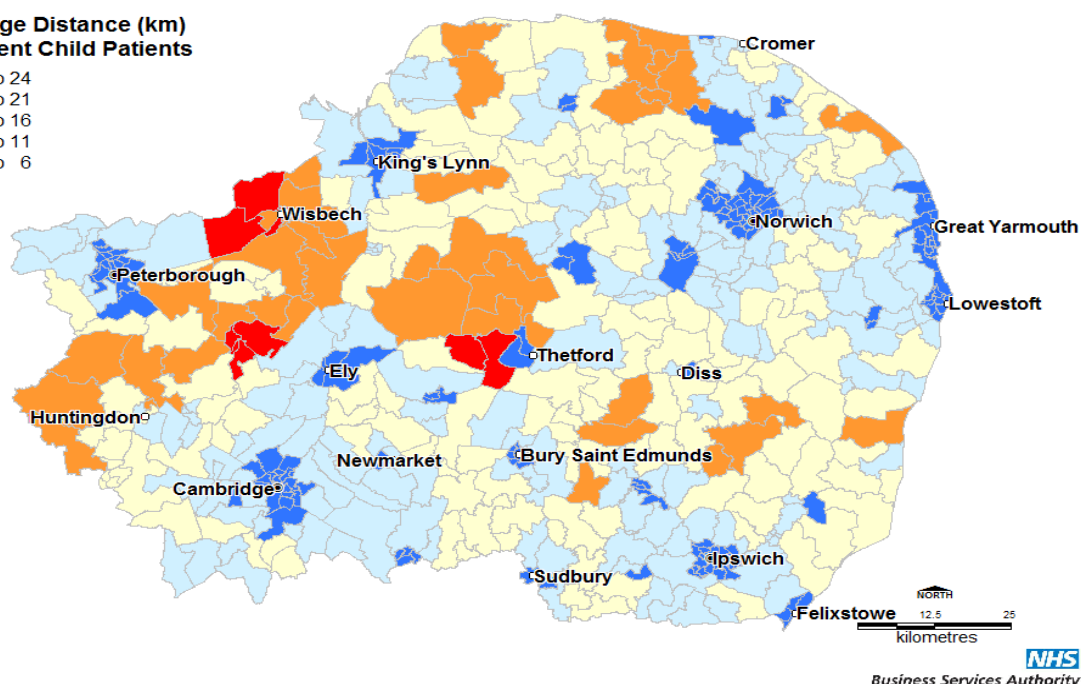 ge Distance (km)
ent Child Patients
24
21
16
11
6
Cromer
King's Lynn
Wisbech
Norwich
Great Yarmouth
Peterborough
Lowestoft
Thetford
Ely
Diss
Huntingdon
Bury Saint Edmunds
Newmarket
Cambridge
Ipswich
Sudbury
Felixstowe
NORTH
12.5 25
kilometres
NHS
Business Services Authority